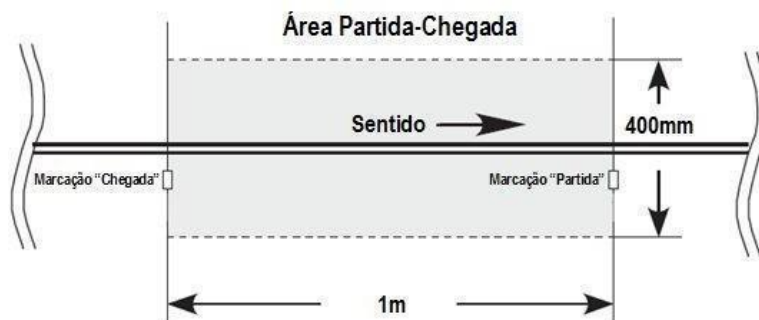 Área Partida-Chegada
Sentido
400mm
Marcação “Chegada”
Marcação “Partida”
1m